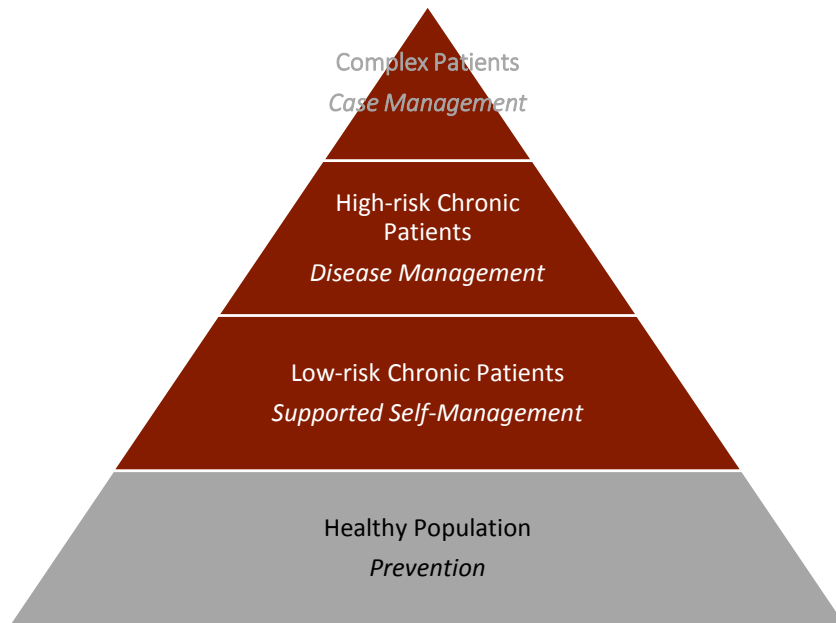 Complex Patients
Case Management
High-risk Chronic
Patients
Disease Management
Low-risk Chronic Patients
Supported Self-Management
Healthy Population
Prevention